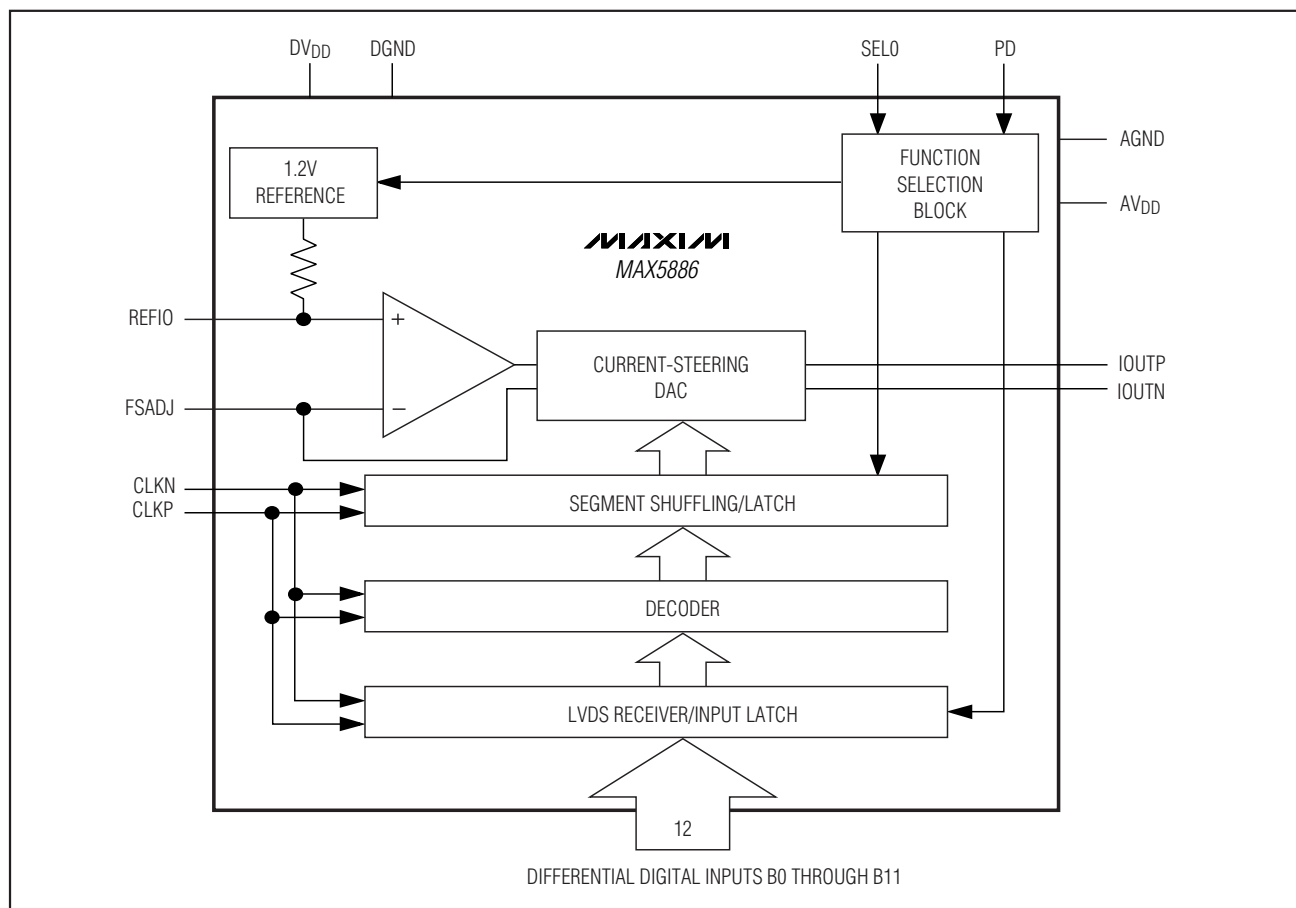 DVDD
DGND
SEL0
PD
AGND
AVDD
1.2V
REFERENCE
FUNCTION
SELECTION
BLOCK
MAXIM
MAX5886
REFIO
+
FSADJ
−
CURRENT-STEERING
DAC
IOUTP
IOUTN
CLKN
CLKP
SEGMENT SHUFFLING/LATCH
DECODER
LVDS RECEIVER/INPUT LATCH
12
DIFFERENTIAL DIGITAL INPUTS B0 THROUGH B11